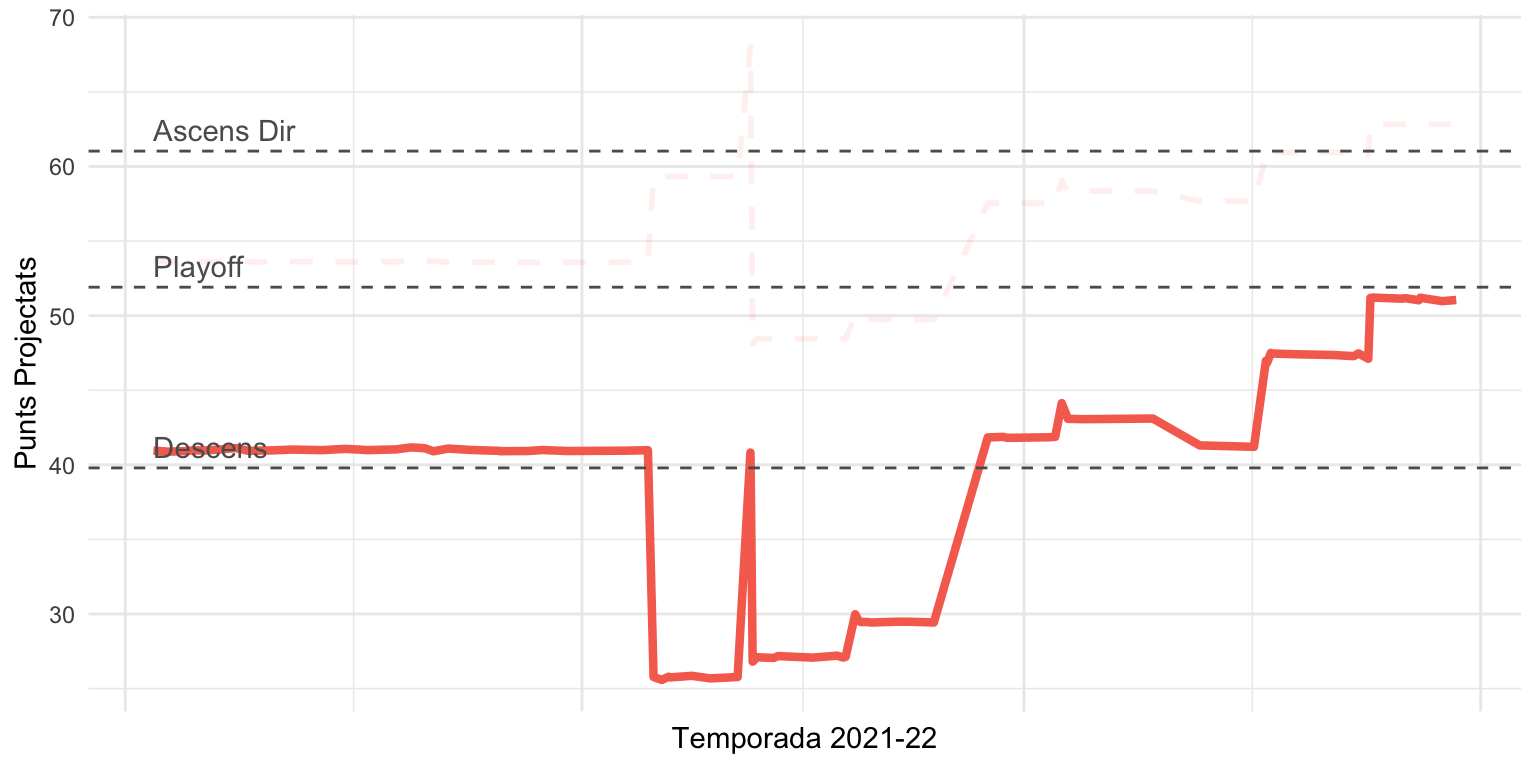 70
Ascens Dir
60
Playoff
50
Descens
40
30
Punts Projectats
Temporada 2021-22